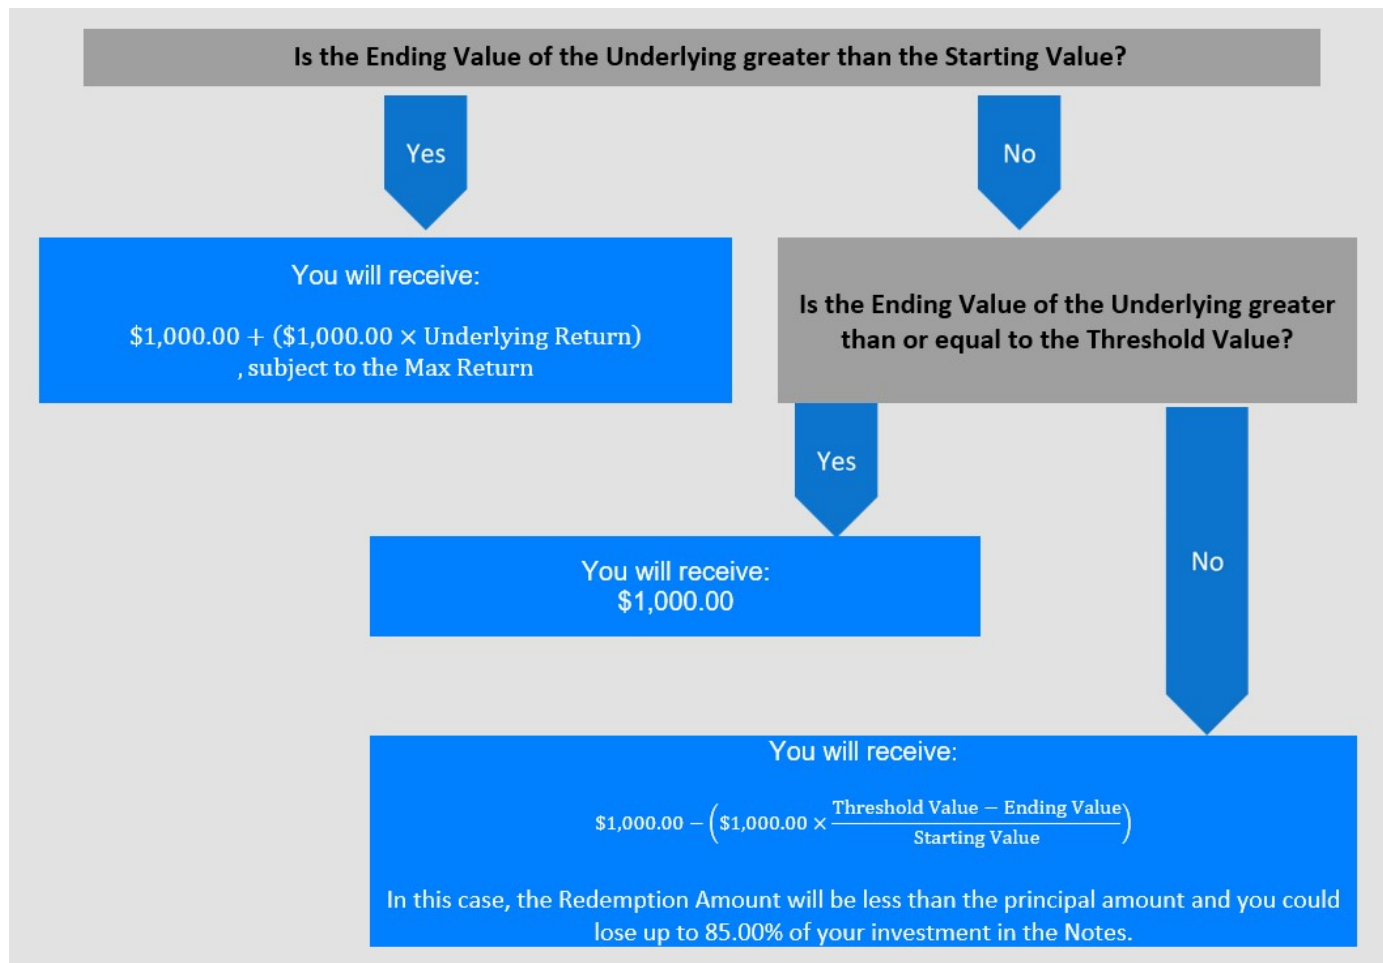 Is the Ending Value of the Underlying greater than the Starting Value?
Yes
No
You will receive:
$1,000.00 + ($1,000.00 × Underlying Return)
, subject to the Max Return
Is the Ending Value of the Underlying greater
than or equal to the Threshold Value?
Yes
No
You will receive:
$1,000.00
You will receive:
$1,000.00 − ($1,000.00 × Threshold Value − Ending Value
Starting Value)
In this case, the Redemption Amount will be less than the principal amount and you could
lose up to 85.00% of your investment in the Notes.